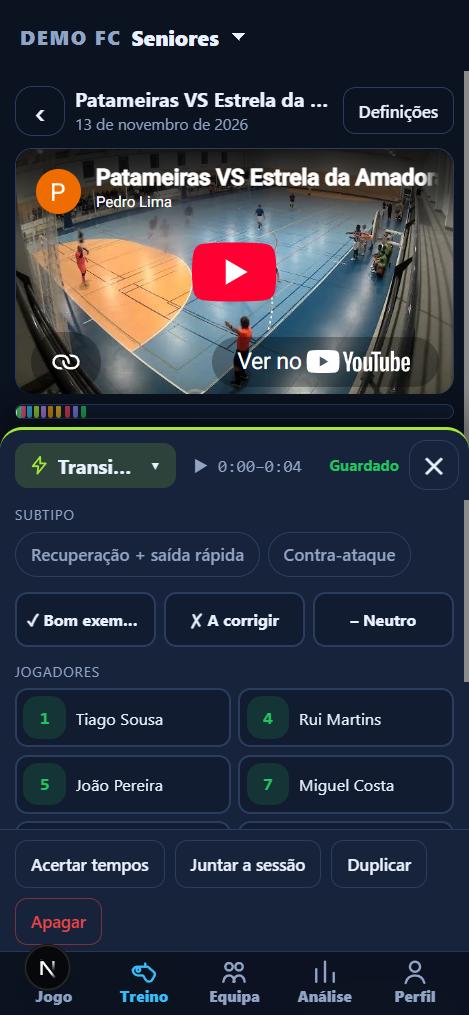 DEMO FC Seniores
Patameiras VS Estrela da ...
13 de novembro de 2026
Definições
P
Patameiras VS Estrela da Amador
Pedro Lima
Ver no YouTube
Transi...
0:00–0:04
Guardado
SUBTIPO
Recuperação + saída rápida
Contra-ataque
✓ Bom exem...
✗ A corrigir
– Neutro
JOGADORES
1 Tiago Sousa
4 Rui Martins
5 João Pereira
7 Miguel Costa
Acertar tempos
Juntar a sessão
Duplicar
Apagar
N
Jogo
Treino
Equipa
Análise
Perfil